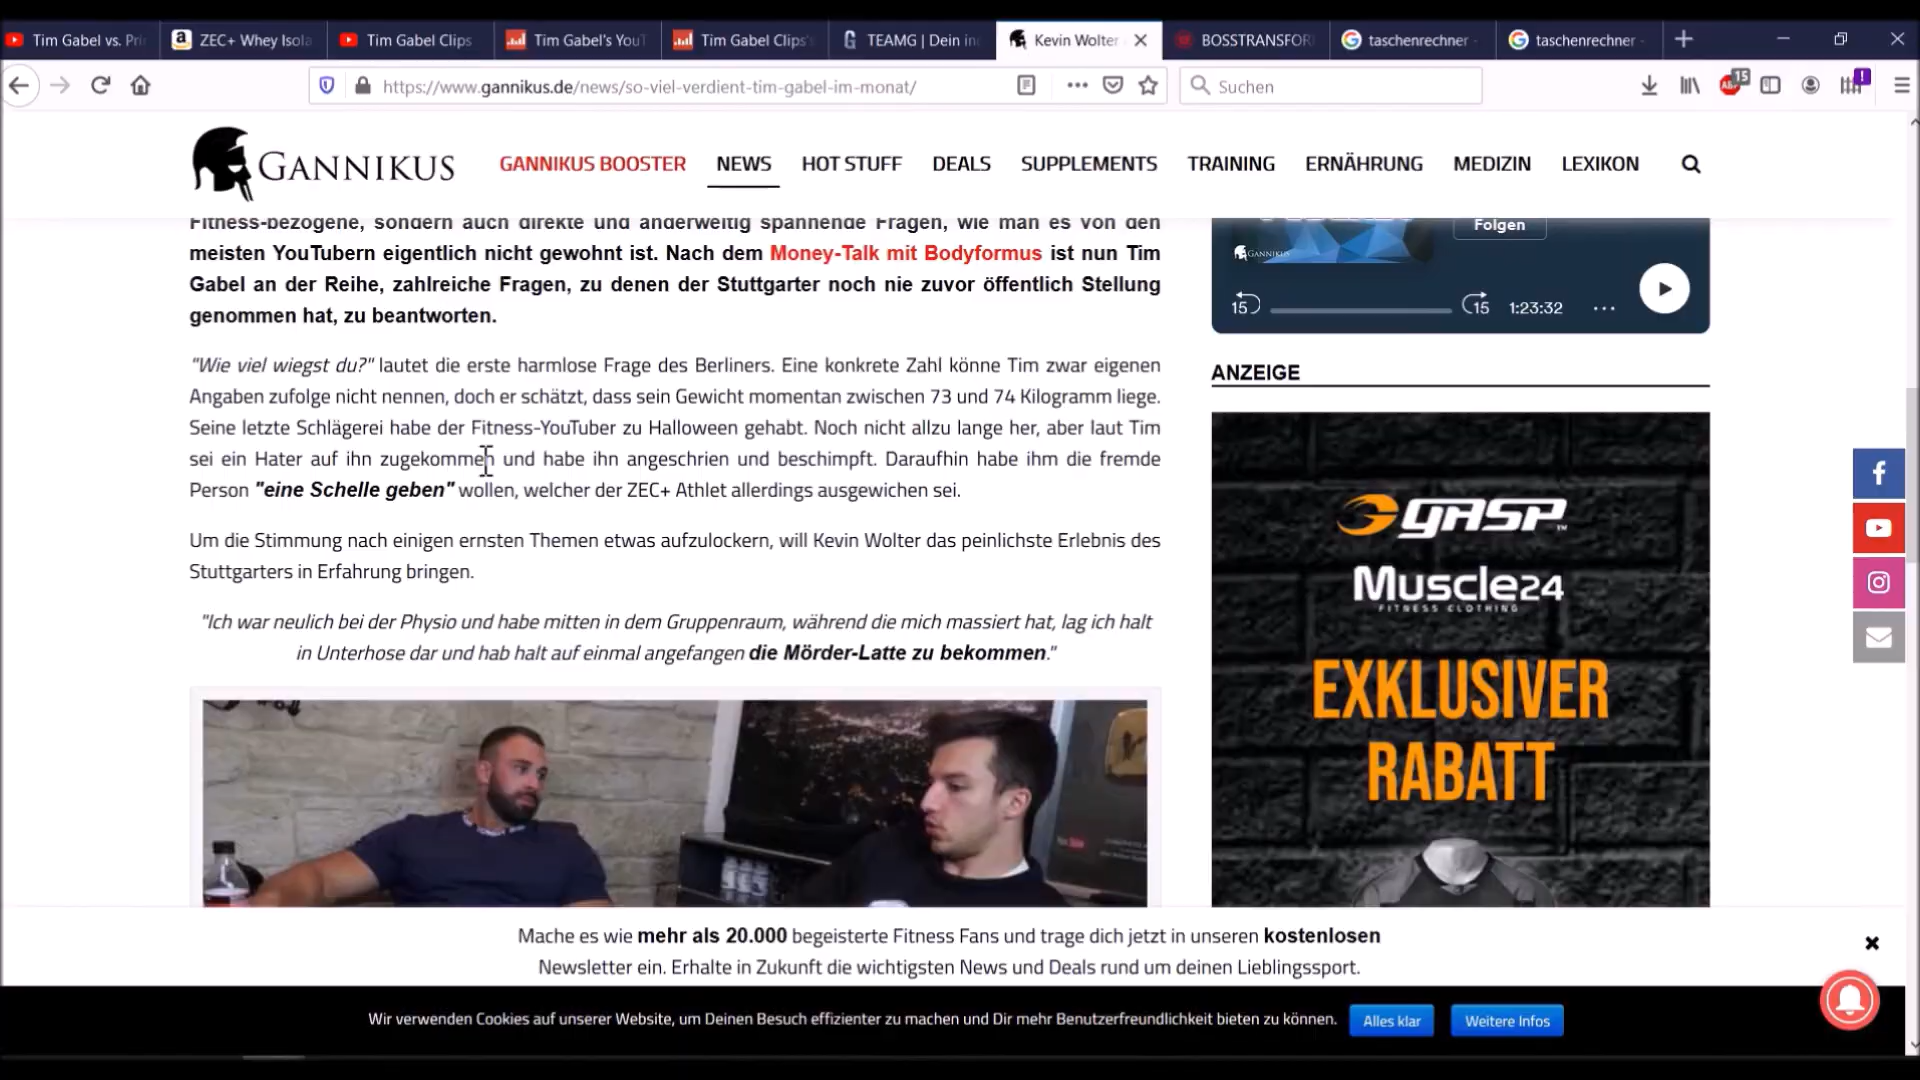 Tim Gabel vs. Pri
ZEC+ Whey Isola
Tim Gabel Clips
Tim Gabel's YouT
Tim Gabel Clips's
TEAMG | Dein in
Kevin Wolter
BOSSTRANSFOR
taschenrechner -
taschenrechner -
https://www.gannikus.de/news/so-viel-verdient-tim-gabel-im-monat/
Suchen
ABP
15
!
GANNIKUS
GANNIKUS BOOSTER
NEWS
HOT STUFF
DEALS
SUPPLEMENTS
TRAINING
ERNÄHRUNG
MEDIZIN
LEXIKON
Fitness-bezogene, sondern auch direkte und anderweitig spannende Fragen, wie man es von den
meisten YouTubern eigentlich nicht gewohnt ist. Nach dem Money-Talk mit Bodyformus ist nun Tim
Gabel an der Reihe, zahlreiche Fragen, zu denen der Stuttgarter noch nie zuvor öffentlich Stellung
genommen hat, zu beantworten.
"Wie viel wiegst du?" lautet die erste harmlose Frage des Berliners. Eine konkrete Zahl könne Tim zwar eigenen
Angaben zufolge nicht nennen, doch er schätzt, dass sein Gewicht momentan zwischen 73 und 74 Kilogramm liege.
Seine letzte Schlägerei habe der Fitness-YouTuber zu Halloween gehabt. Noch nicht allzu lange her, aber laut Tim
sei ein Hater auf ihn zugekommen und habe ihn angeschrien und beschimpft. Daraufhin habe ihm die fremde
Person "eine Schelle geben" wollen, welcher der ZEC+ Athlet allerdings ausgewichen sei.
Um die Stimmung nach einigen ernsten Themen etwas aufzulockern, will Kevin Wolter das peinlichste Erlebnis des
Stuttgarters in Erfahrung bringen.
"Ich war neulich bei der Physio und habe mitten in dem Gruppenraum, während die mich massiert hat, lag ich halt
in Unterhose dar und hab halt auf einmal angefangen die Mörder-Latte zu bekommen."
Folgen
GANNIKUS
15
15
1:23:32
ANZEIGE
GASP
Muscle24
FITNESS CLOTHING
EXKLUSIVER
RABATT
Mache es wie mehr als 20.000 begeisterte Fitness Fans und trage dich jetzt in unseren kostenlosen
Newsletter ein. Erhalte in Zukunft die wichtigsten News und Deals rund um deinen Lieblingssport.
Wir verwenden Cookies auf unserer Website, um Deinen Besuch effizienter zu machen und Dir mehr Benutzerfreundlichkeit bieten zu können.
Alles klar
Weitere Infos